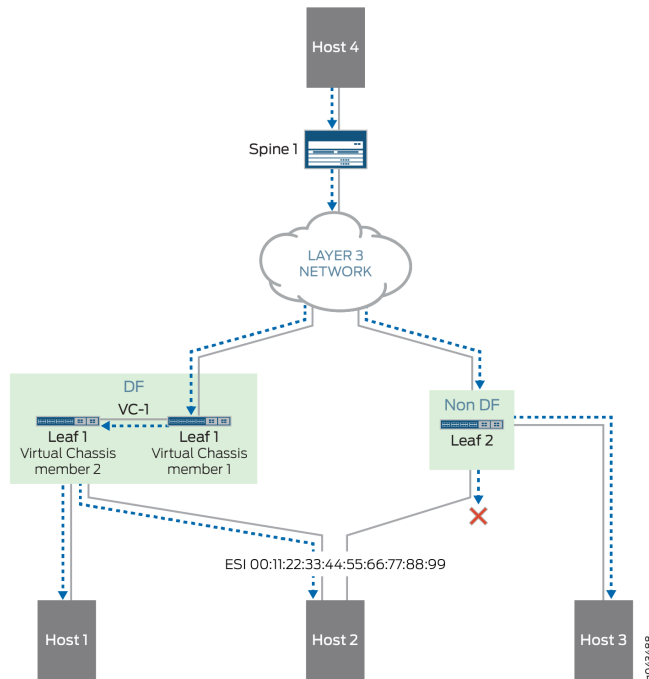 Host 4
Spine 1
LAYER 3
NETWORK
DF
VC-1
Leaf 1
Virtual Chassis
member 2
Leaf 1
Virtual Chassis
member 1
Non DF
Leaf 2
ESI 00:11:22:33:44:55:66:77:88:99
Host 1
Host 2
Host 3